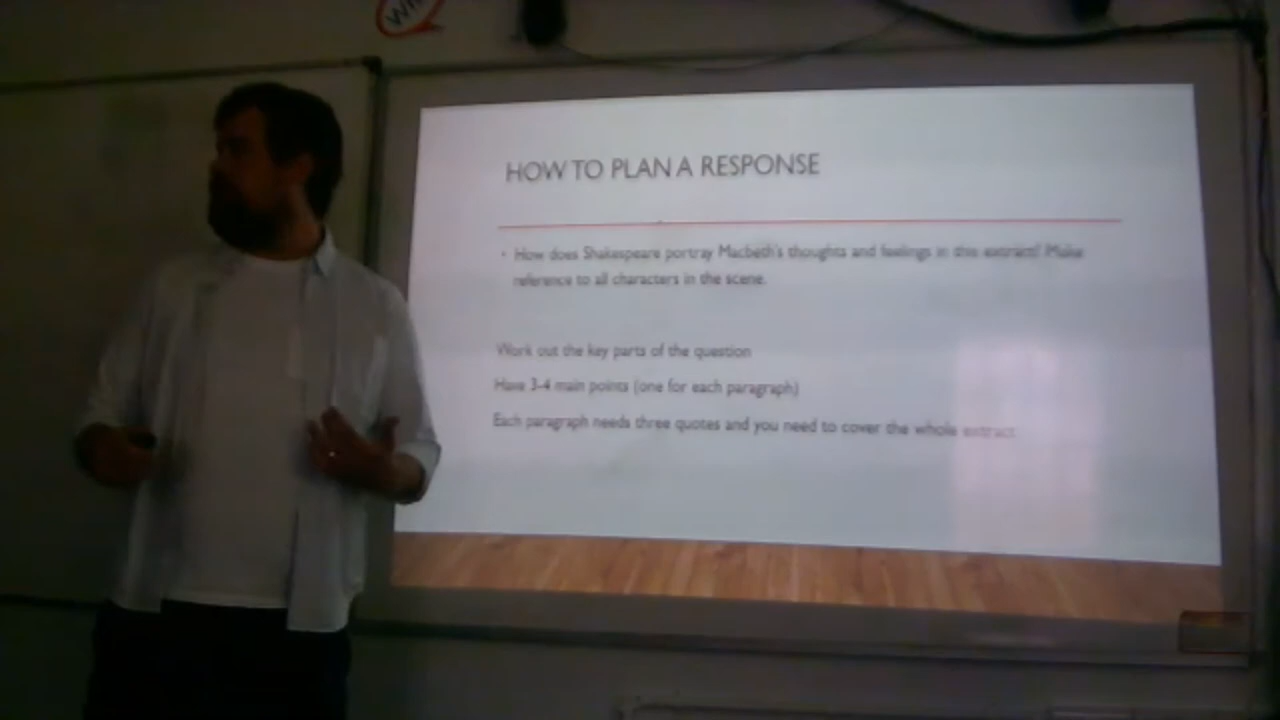 HOW TO PLAN A RESPONSE
• How does Shakespeare portray Macbeth's thoughts and feelings in this extract? Make
reference to all characters in the scene.
Work out the key parts of the question
Have 3-4 main points (one for each paragraph)
Each paragraph needs three quotes and you need to cover the whole extract.